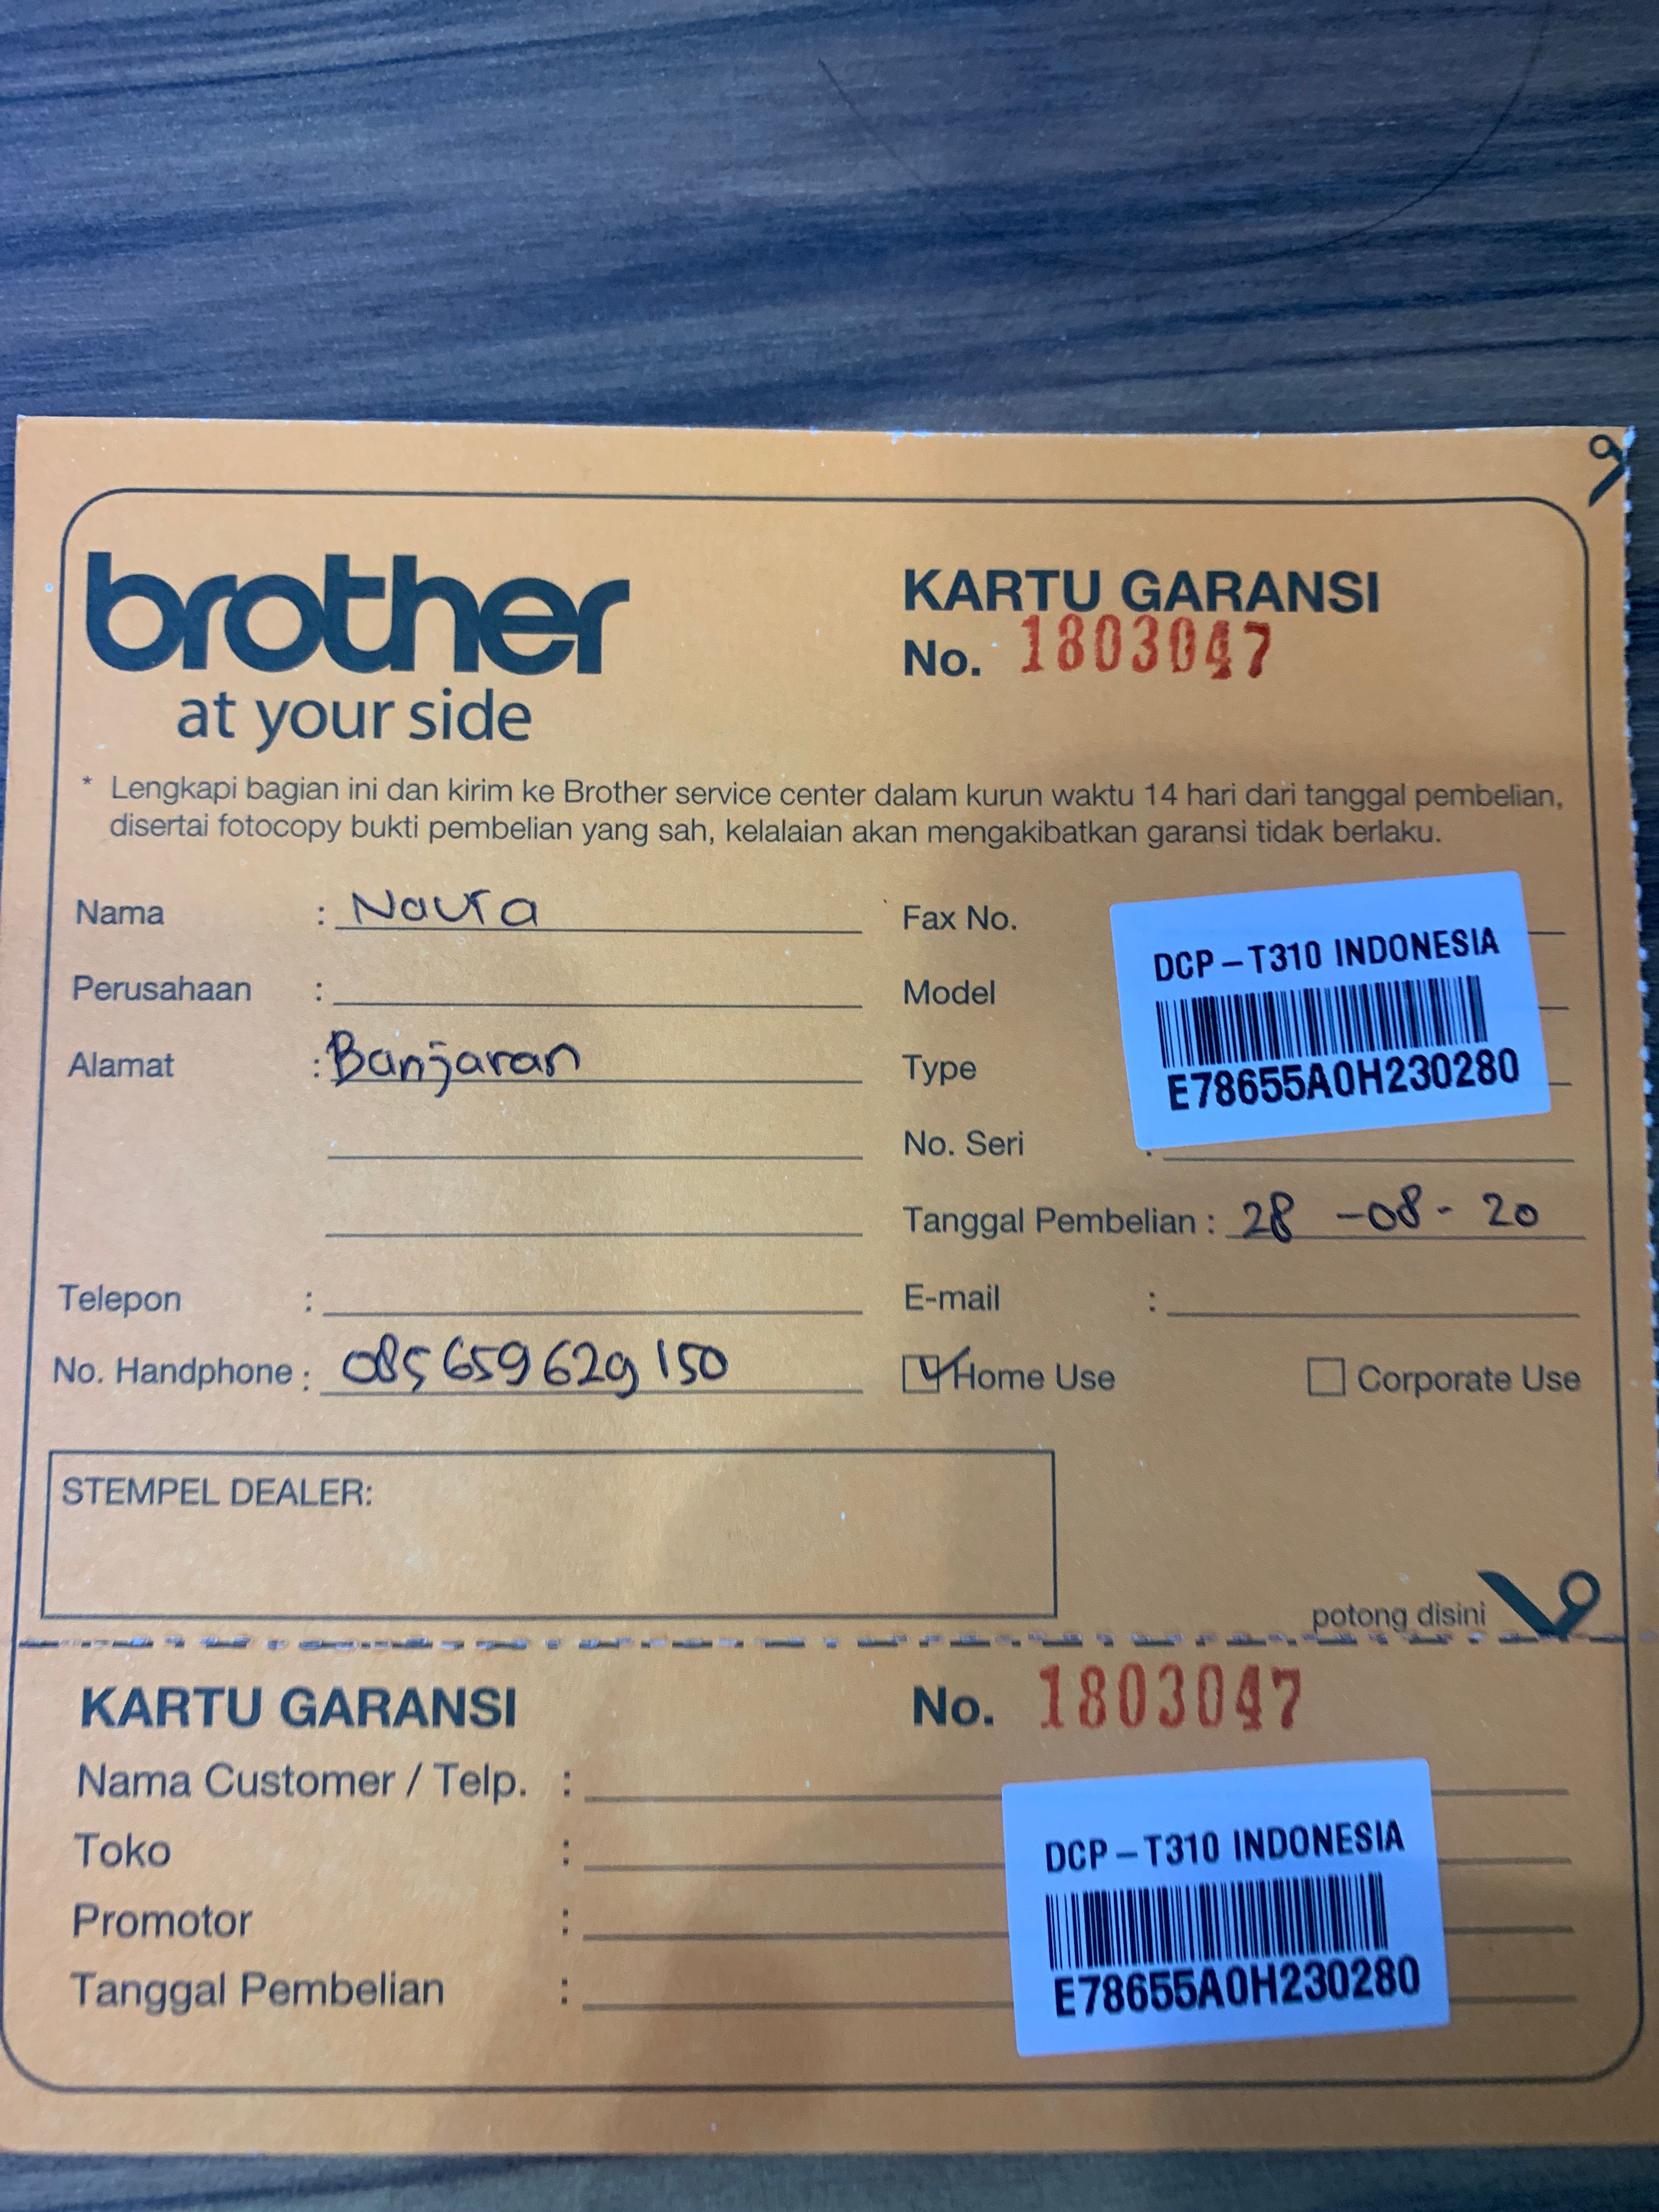 brother
at your side
KARTU GARANSI
No. 1803047
* Lengkapi bagian ini dan kirim ke Brother service center dalam kurun waktu 14 hari dari tanggal pembelian,
disertai fotocopy bukti pembelian yang sah, kelalaian akan mengakibatkan garansi tidak berlaku.
Nama : Naura
Perusahaan :
Alamat : Banjaran
Telepon :
No. Handphone : 085659629150
Fax No.
Model
Type
No. Seri :
DCP-T310 INDONESIA
E78655A0H230280
Tanggal Pembelian : 28 -08- 20
E-mail :
Home Use
Corporate Use
STEMPEL DEALER:
potong disini
KARTU GARANSI
No. 1803047
Nama Customer / Telp. :
Toko :
Promotor :
Tanggal Pembelian :
DCP-T310 INDONESIA
E78655A0H230280